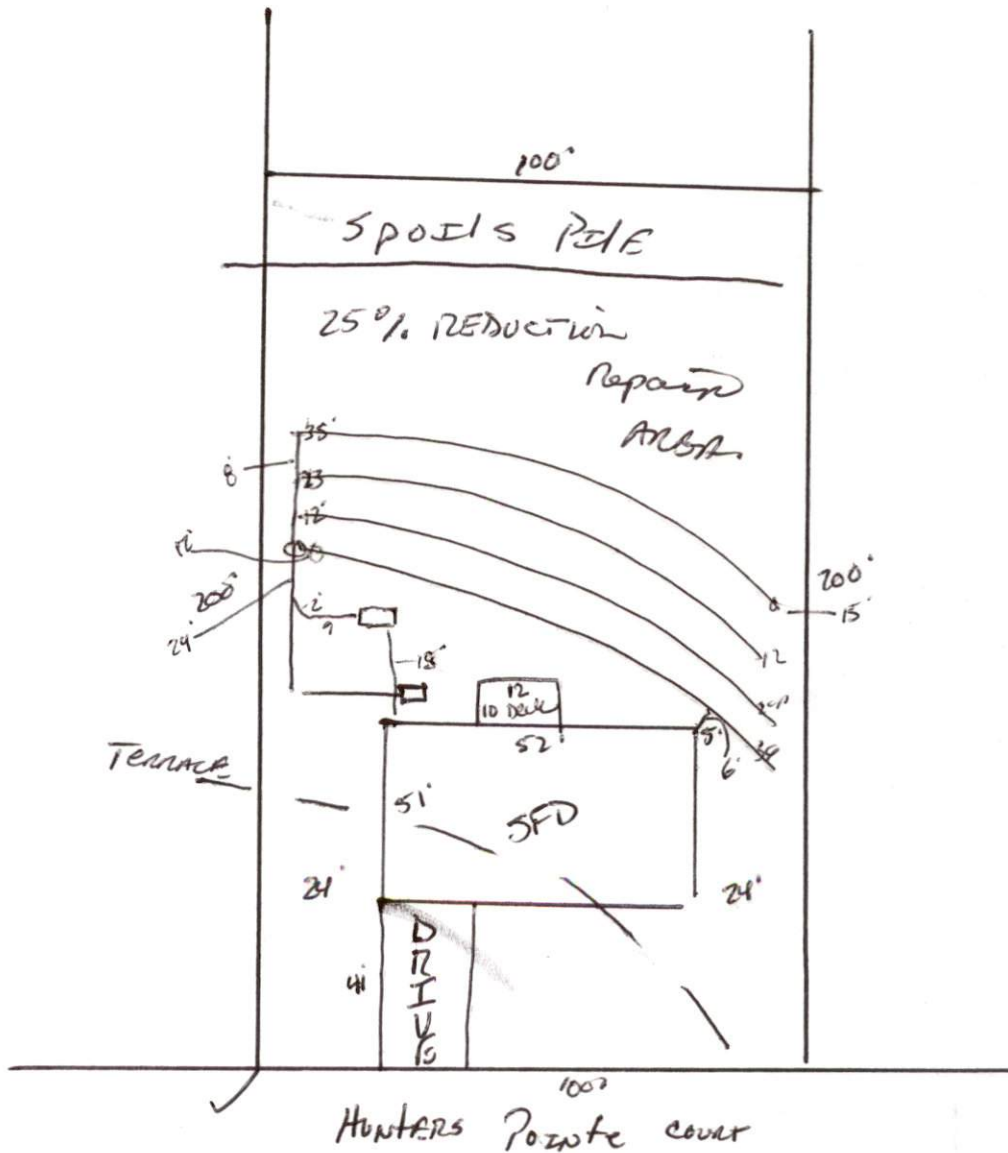 100'
Spoils Pile
25% Reduction
Repair
Area
35'
8'
23
12'
200'
200'
15'
29'
2'
9
18'
12
12
10 Deck
52'
5'
6'
Terrace
51'
SFD
24'
24'
41'
DRIVE
100'
Hunters Pointe Court